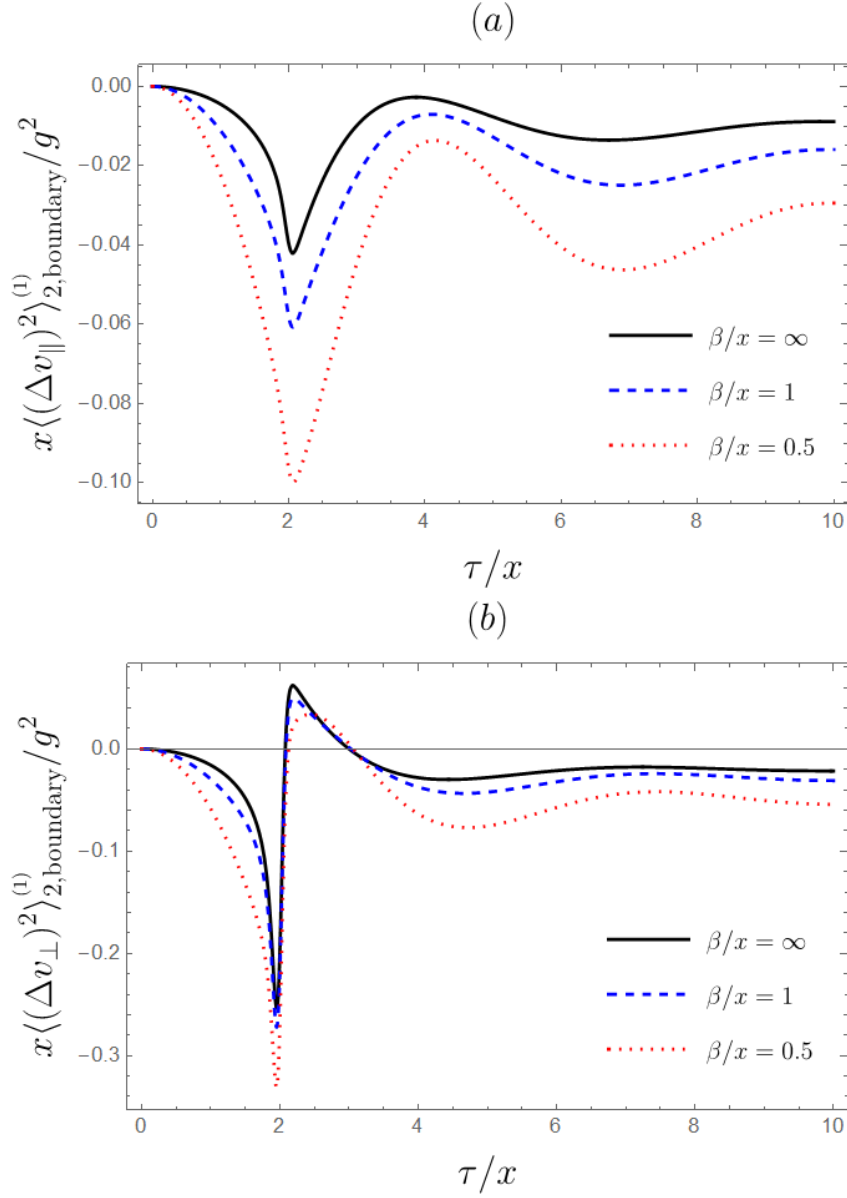 (a)
x⟨(Δv∥)²⟩⁽¹⁾₂,boundary/g²
0.00
−0.02
−0.04
−0.06
−0.08
−0.10
β/x = ∞
β/x = 1
β/x = 0.5
0 2 4 6 8 10
τ/x
(b)
x⟨(Δv⊥)²⟩⁽¹⁾₂,boundary/g²
0.0
−0.1
−0.2
−0.3
β/x = ∞
β/x = 1
β/x = 0.5
0 2 4 6 8 10
τ/x